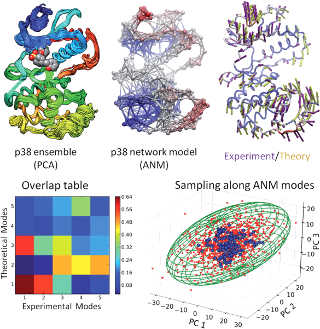 p38 ensemble
(PCA)
p38 network model
(ANM)
Experiment/Theory
Overlap table
Sampling along ANM modes
Theoretical Modes
5
4
3
2
1
1 2 3 4 5
Experimental Modes
0.64
0.56
0.48
0.40
0.32
0.24
0.16
0.08
20
10
0
-10
-20
PC 3
-30 -20 -10 0 10 20 30
PC 1
-20
-10
0
10
20
PC 2